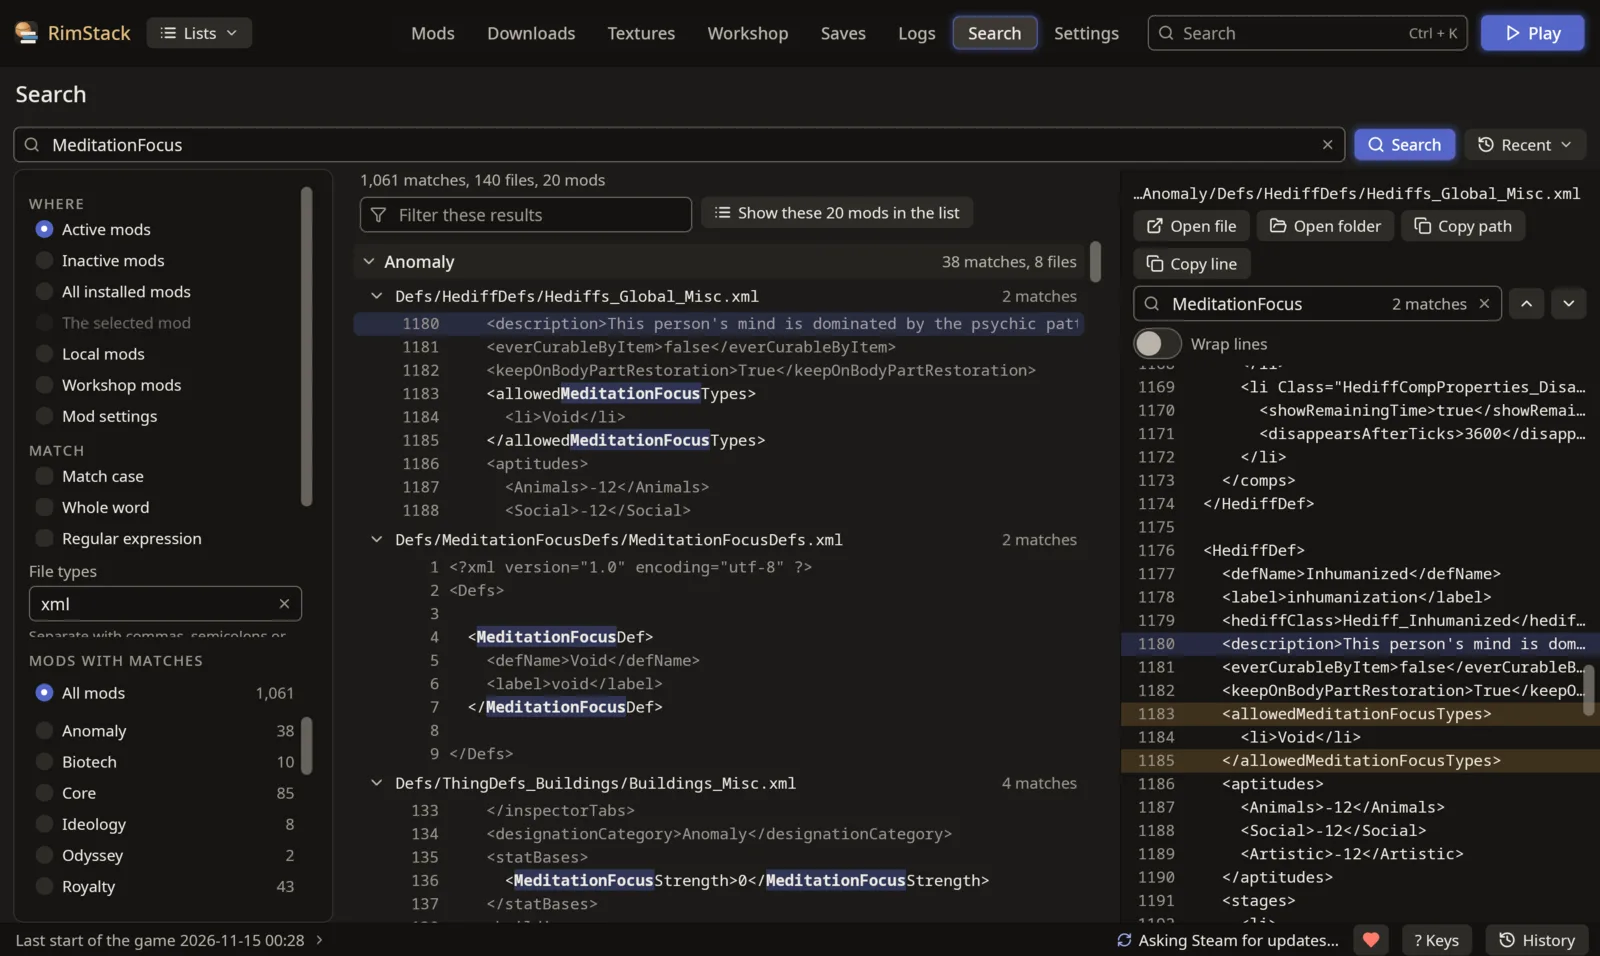 RimStack
Lists
Mods
Downloads
Textures
Workshop
Saves
Logs
Search
Settings
Search
Ctrl + K
Play
Search
MeditationFocus
Search
Recent
WHERE
Active mods
Inactive mods
All installed mods
The selected mod
Local mods
Workshop mods
Mod settings
MATCH
Match case
Whole word
Regular expression
File types
xml
Separate with commas, semicolons or
MODS WITH MATCHES
All mods 1,061
Anomaly 38
Biotech 10
Core 85
Ideology 8
Odyssey 2
Royalty 43
1,061 matches, 140 files, 20 mods
Filter these results
Show these 20 mods in the list
Anomaly 38 matches, 8 files
Defs/HediffDefs/Hediffs_Global_Misc.xml 2 matches
1180 <description>This person's mind is dominated by the psychic pat
1181 <everCurableByItem>false</everCurableByItem>
1182 <keepOnBodyPartRestoration>True</keepOnBodyPartRestoration>
1183 <allowedMeditationFocusTypes>
1184 <li>Void</li>
1185 </allowedMeditationFocusTypes>
1186 <aptitudes>
1187 <Animals>-12</Animals>
1188 <Social>-12</Social>
Defs/MeditationFocusDefs/MeditationFocusDefs.xml 2 matches
1 <?xml version="1.0" encoding="utf-8" ?>
2 <Defs>
3
4 <MeditationFocusDef>
5 <defName>Void</defName>
6 <label>void</label>
7 </MeditationFocusDef>
8
9 </Defs>
Defs/ThingDefs_Buildings/Buildings_Misc.xml 4 matches
133 </inspectorTabs>
134 <designationCategory>Anomaly</designationCategory>
135 <statBases>
136 <MeditationFocusStrength>0</MeditationFocusStrength>
137 </statBases>
…Anomaly/Defs/HediffDefs/Hediffs_Global_Misc.xml
Open file
Open folder
Copy path
Copy line
MeditationFocus 2 matches
Wrap lines
1168 </li>
1169 <li Class="HediffCompProperties_Disa…
1170 <showRemainingTime>true</showRemai…
1171 <disappearsAfterTicks>3600</disapp…
1172 </li>
1173 </comps>
1174 </HediffDef>
1175
1176 <HediffDef>
1177 <defName>Inhumanized</defName>
1178 <label>inhumanization</label>
1179 <hediffClass>Hediff_Inhumanized</hedif…
1180 <description>This person's mind is dom…
1181 <everCurableByItem>false</everCurableB…
1182 <keepOnBodyPartRestoration>True</keepO…
1183 <allowedMeditationFocusTypes>
1184 <li>Void</li>
1185 </allowedMeditationFocusTypes>
1186 <aptitudes>
1187 <Animals>-12</Animals>
1188 <Social>-12</Social>
1189 <Artistic>-12</Artistic>
1190 </aptitudes>
1191 <stages>
1192 <li>
Last start of the game 2026-11-15 00:28
Asking Steam for updates…
? Keys
History